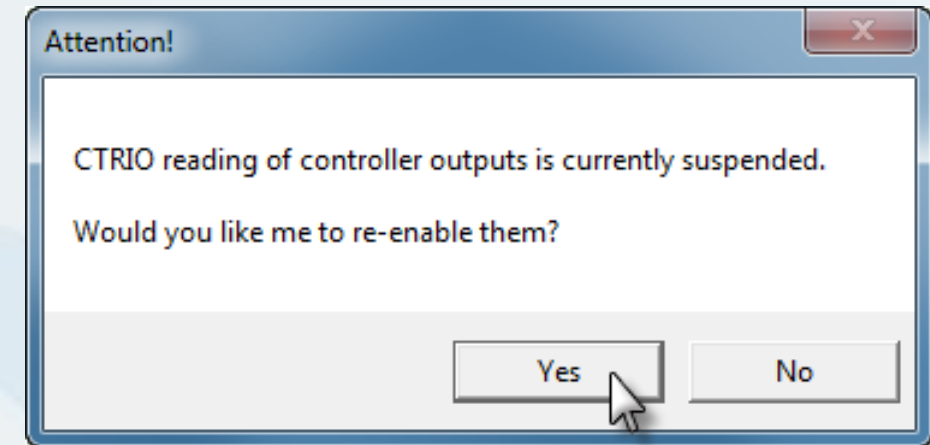 Attention!
CTRIO reading of controller outputs is currently suspended.
Would you like me to re-enable them?
Yes No